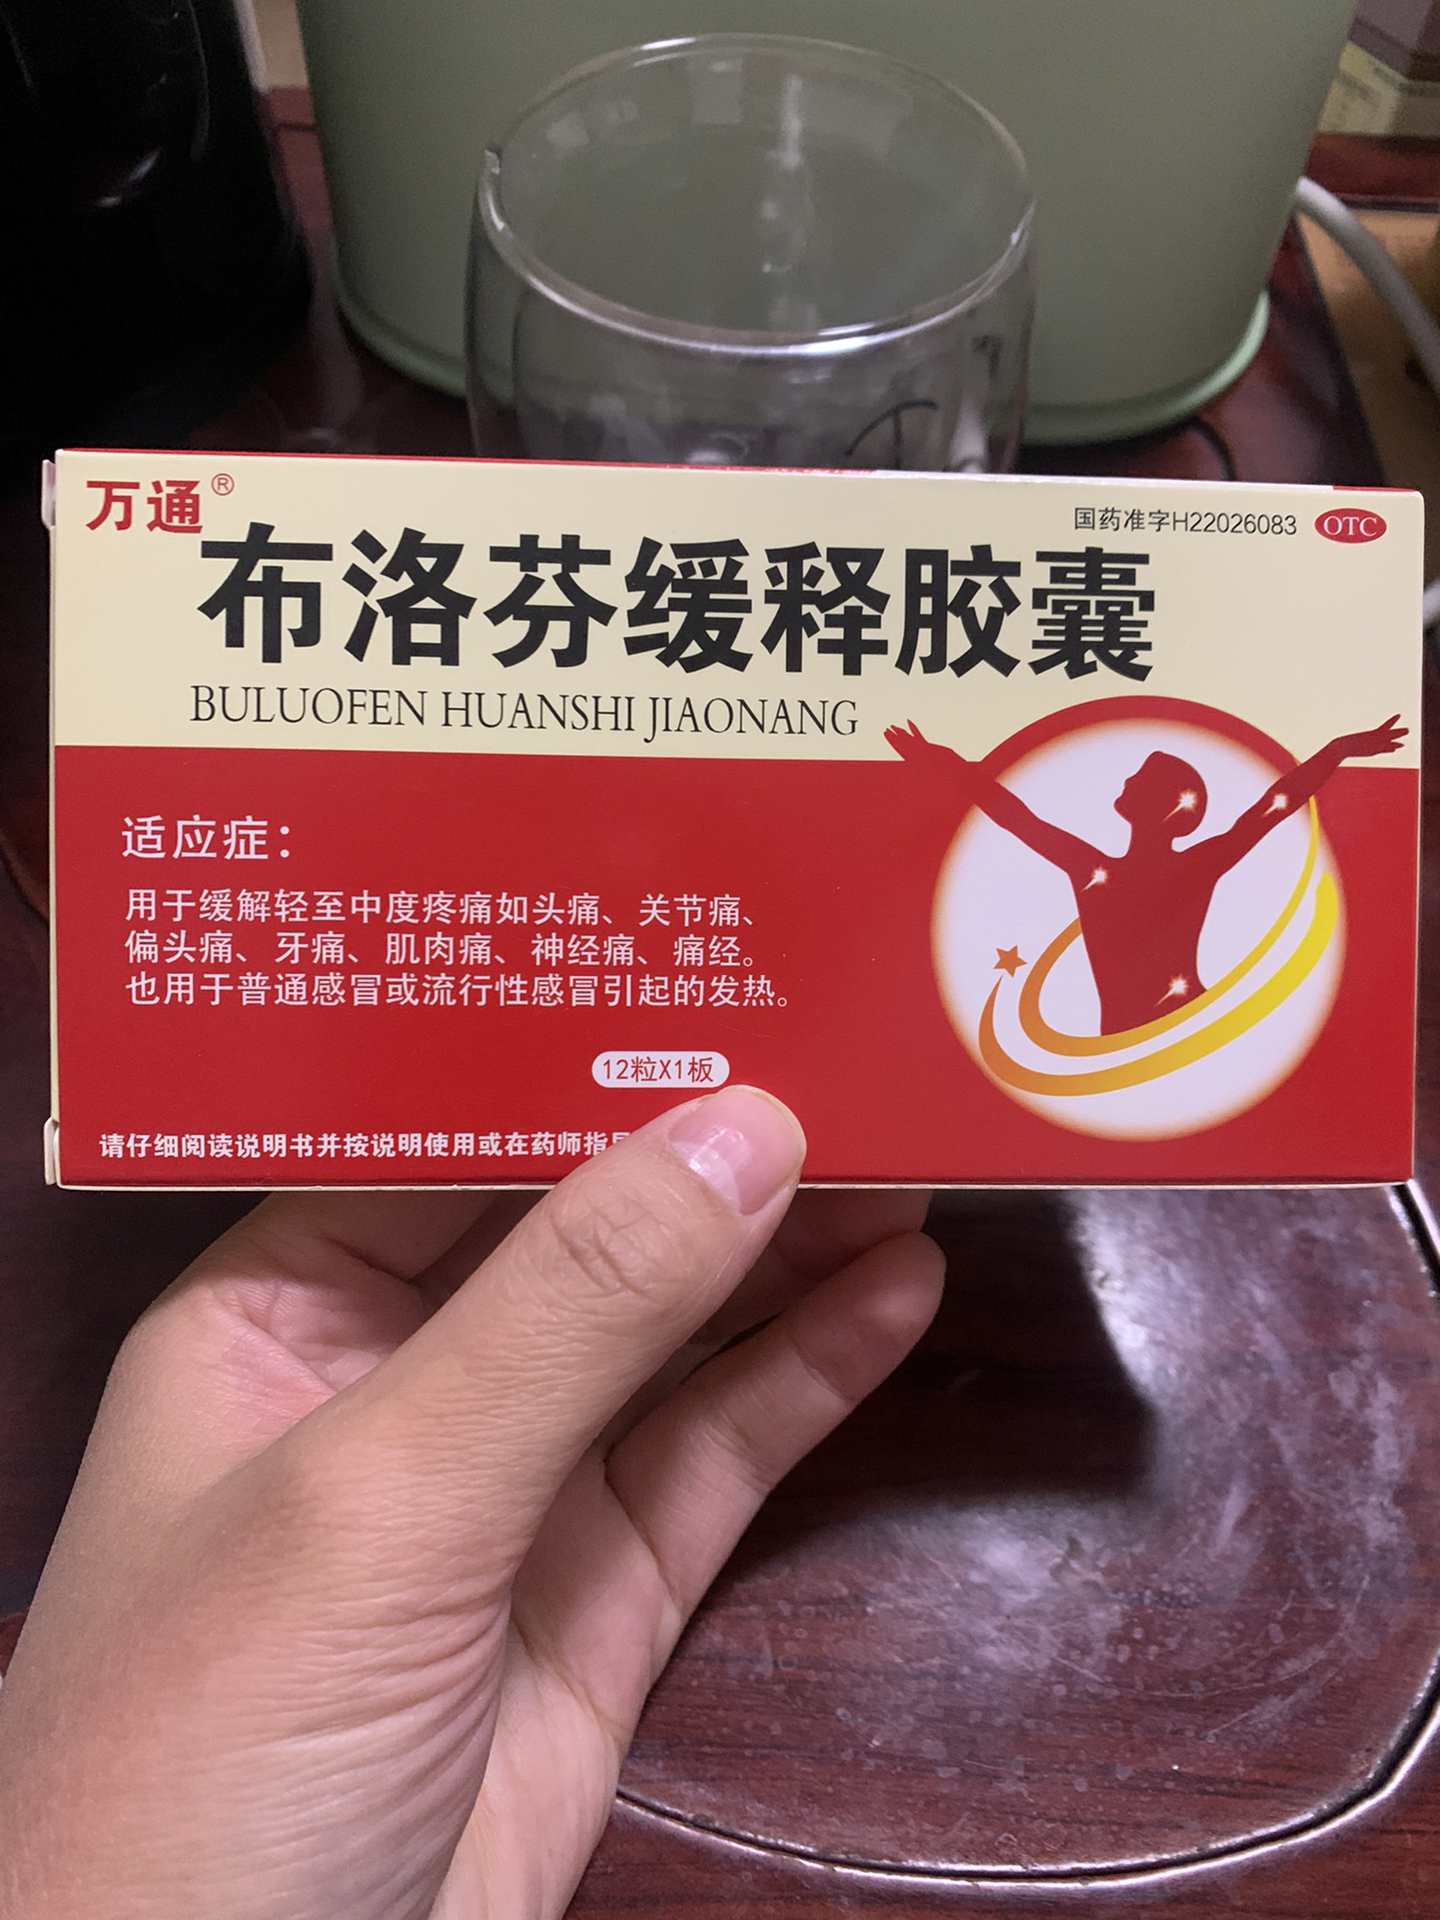 万通®
国药准字H22026083 OTC
布洛芬缓释胶囊
BULUOFEN HUANSHI JIAONANG
适应症：
用于缓解轻至中度疼痛如头痛、关节痛、
偏头痛、牙痛、肌肉痛、神经痛、痛经。
也用于普通感冒或流行性感冒引起的发热。
12粒X1板
请仔细阅读说明书并按说明使用或在药师指